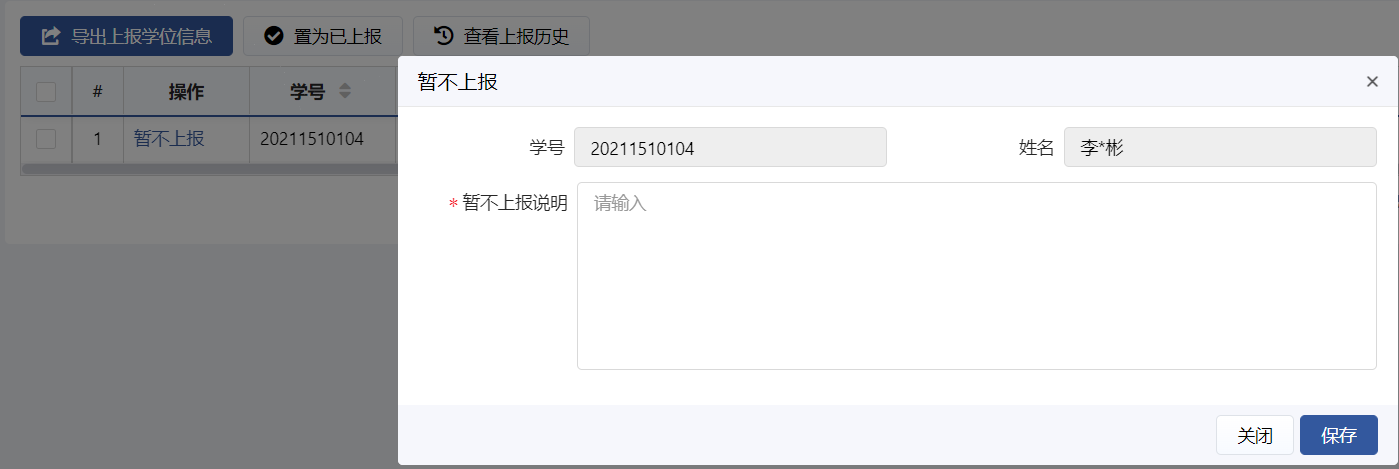 导出上报学位信息 置为已上报 查看上报历史
# 操作 学号
1 暂不上报 20211510104
暂不上报 ×
学号 20211510104 姓名 李*彬
* 暂不上报说明 请输入
关闭 保存